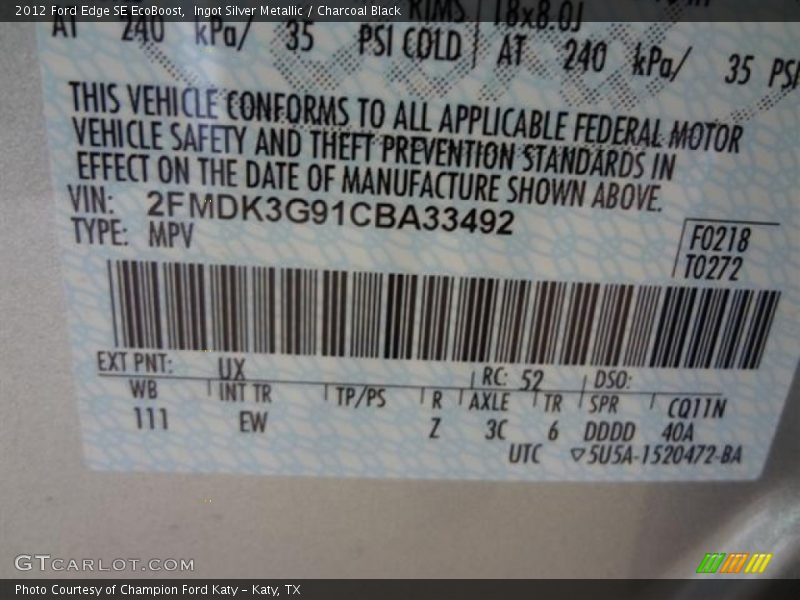 2012 Ford Edge SE EcoBoost, Ingot Silver Metallic / Charcoal Black
RIMS 18x8.0J
AT 240 kPa/ 35 PSI COLD AT 240 kPa/ 35 PSI
THIS VEHICLE CONFORMS TO ALL APPLICABLE FEDERAL MOTOR
VEHICLE SAFETY AND THEFT PREVENTION STANDARDS IN
EFFECT ON THE DATE OF MANUFACTURE SHOWN ABOVE.
VIN: 2FMDK3G91CBA33492
TYPE: MPV
F0218
T0272
EXT PNT: UX RC: 52 DSO:
WB INT TR TP/PS R AXLE TR SPR CQ11N
111 EW Z 3C 6 DDDD 40A
UTC ▽5U5A-1520472-BA
GTCARLOT.COM
Photo Courtesy of Champion Ford Katy – Katy, TX